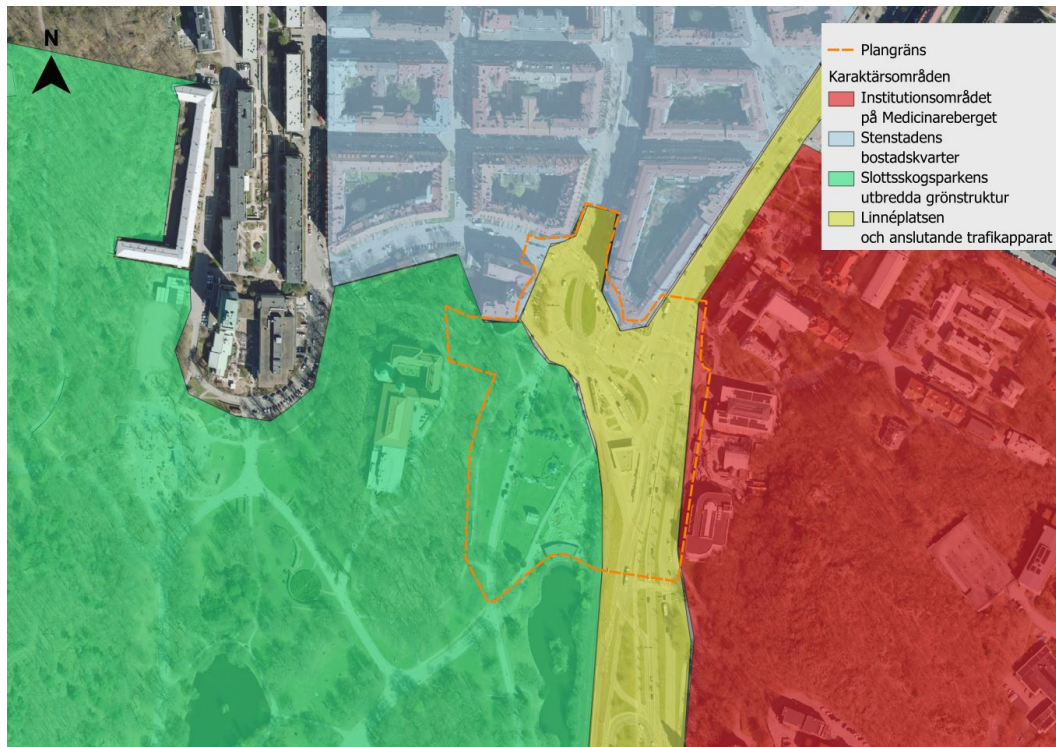 N
Plangräns
Karaktärsområden
Institutionsområdet
på Medicinareberget
Stenstadens
bostadskvarter
Slottsskogsparkens
utbredda grönstruktur
Linnéplatsen
och anslutande trafikapparat